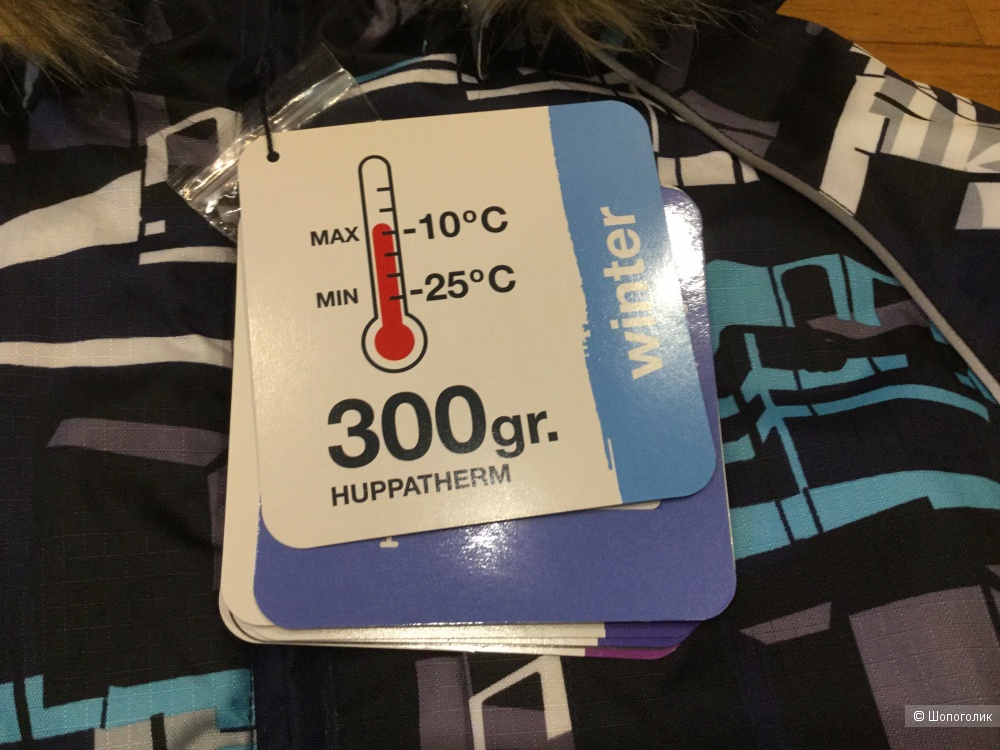 MAX -10°C
MIN -25°C
300gr.
HUPPATHERM
winter
© Шопоголик